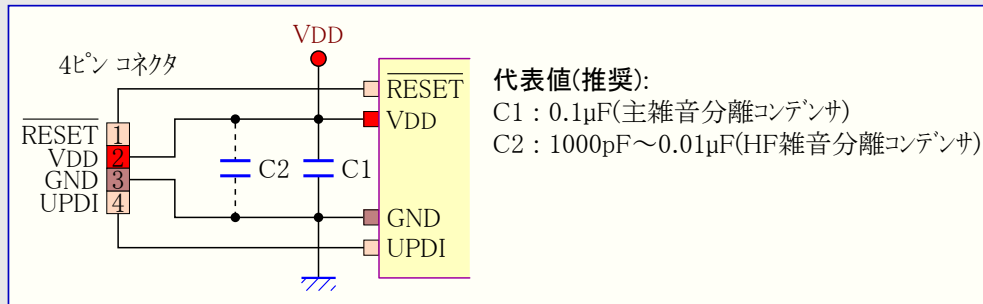 VDD
4ピン コネクタ
RESET
1
VDD
2
GND
3
UPDI
4
C2
C1
RESET
VDD
GND
UPDI
代表値(推奨):
C1 : 0.1µF(主雑音分離コンデンサ)
C2 : 1000pF～0.01µF(HF雑音分離コンデンサ)